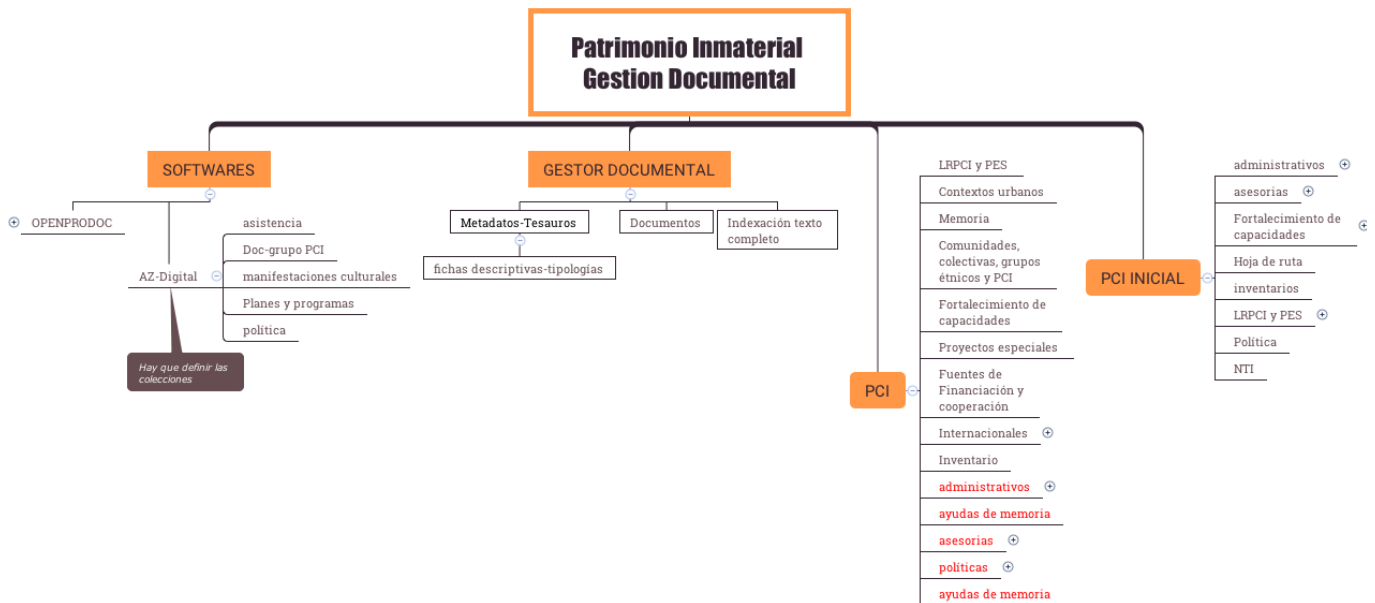 Patrimonio Inmaterial
Gestion Documental
SOFTWARES
OPENPRODOC
AZ-Digital
Hay que definir las
colecciones
asistencia
Doc-grupo PCI
manifestaciones culturales
Planes y programas
política
GESTOR DOCUMENTAL
Metadatos-Tesauros
fichas descriptivas-tipologías
Documentos
Indexación texto
completo
PCI
LRPCI y PES
Contextos urbanos
Memoria
Comunidades,
colectivas, grupos
étnicos y PCI
Fortalecimiento de
capacidades
Proyectos especiales
Fuentes de
Financiación y
cooperación
Internacionales
Inventario
administrativos
ayudas de memoria
asesorias
políticas
ayudas de memoria
PCI INICIAL
administrativos
asesorias
Fortalecimiento de
capacidades
Hoja de ruta
inventarios
LRPCI y PES
Política
NTI